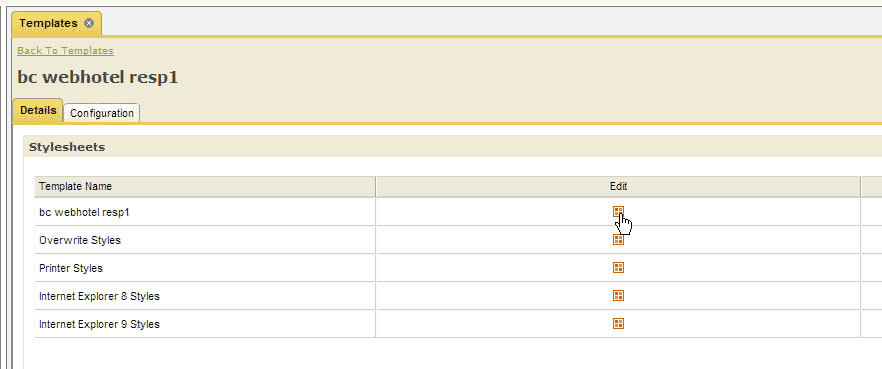 Templates
Back To Templates
bc webhotel resp1
Details Configuration
Stylesheets
Template Name Edit
bc webhotel resp1
Overwrite Styles
Printer Styles
Internet Explorer 8 Styles
Internet Explorer 9 Styles